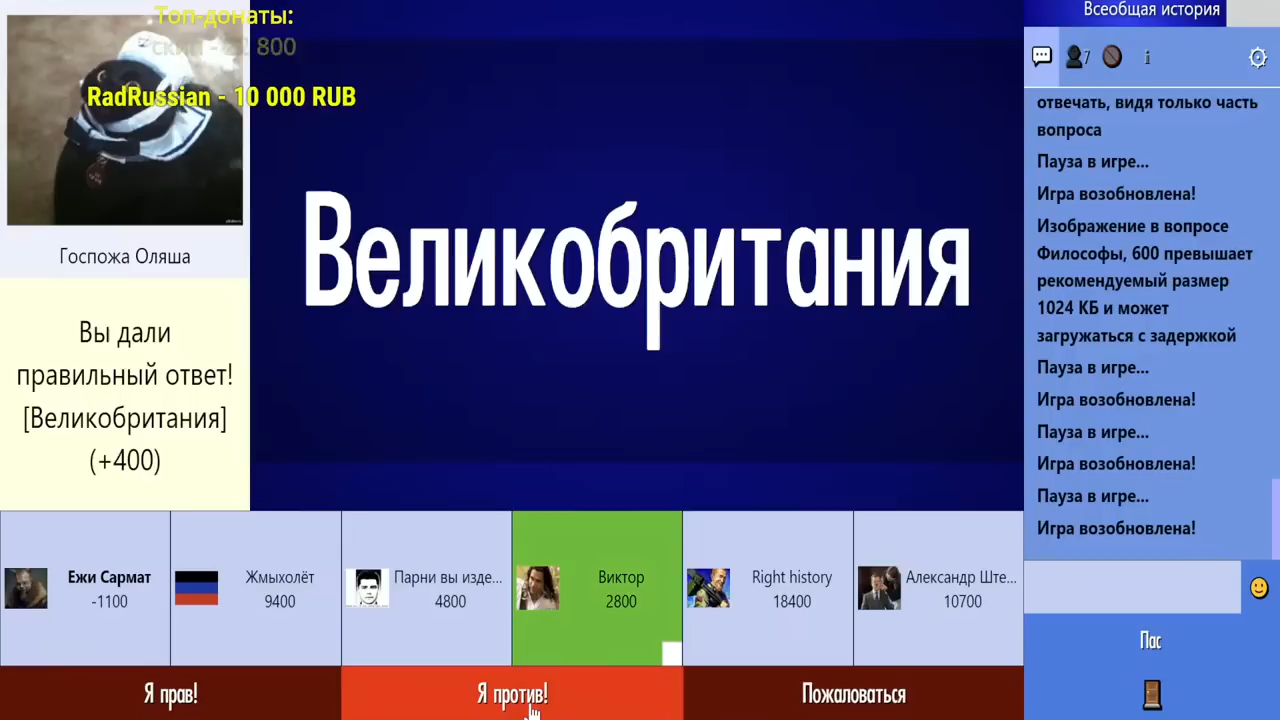 Топ-донаты:
800
RadRussian - 10 000 RUB
Госпожа Оляша
Вы дали
правильный ответ!
[Великобритания]
(+400)
Великобритания
Всеобщая история
7
i
отвечать, видя только часть
вопроса
Пауза в игре...
Игра возобновлена!
Изображение в вопросе
Философы, 600 превышает
рекомендуемый размер
1024 КБ и может
загружаться с задержкой
Пауза в игре...
Игра возобновлена!
Пауза в игре...
Игра возобновлена!
Пауза в игре...
Игра возобновлена!
Ежи Сармат
-1100
Жмыхолёт
9400
Парни вы изде...
4800
Виктор
2800
Right history
18400
Александр Ште...
10700
Я прав!
Я против!
Пожаловаться
Пас